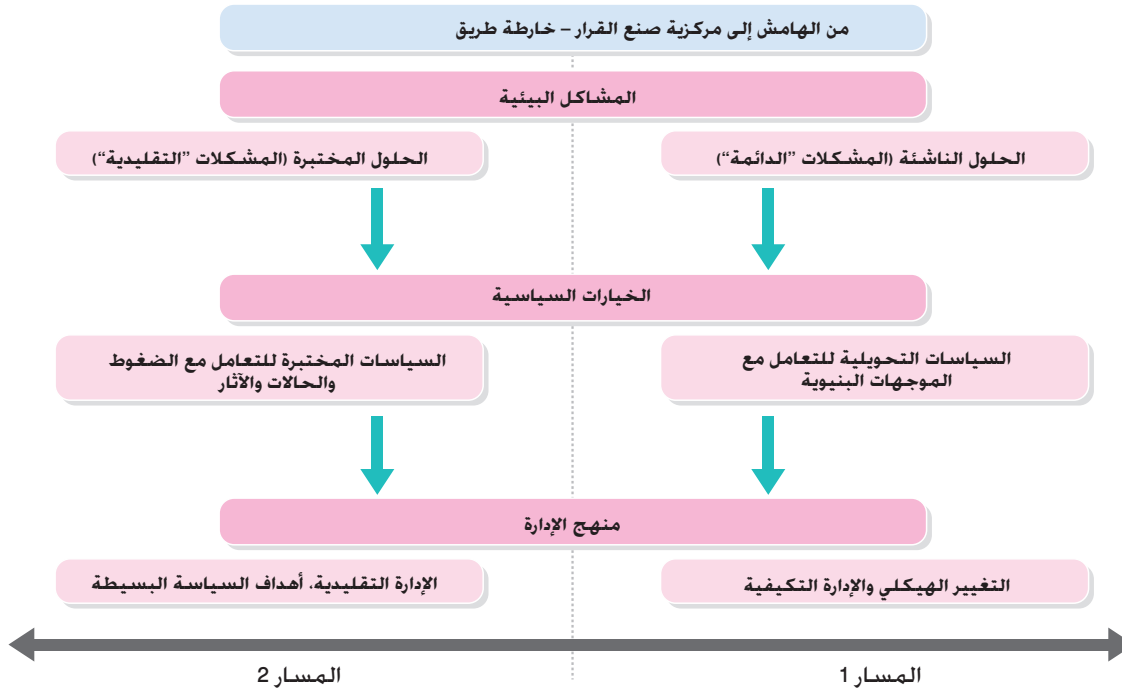 من الهامش إلى مركزية صنع القرار – خارطة طريق
المشاكل البيئية
الحلول الناشئة (المشكلات ”الدائمة“)
الحلول المختبرة (المشكلات ”التقليدية“)
الخيارات السياسية
السياسات التحويلية للتعامل مع
الموجهات البنيوية
السياسات المختبرة للتعامل مع الضغوط
والحالات والآثار
منهج الإدارة
التغيير الهيكلي والإدارة التكيفية
الإدارة التقليدية، أهداف السياسة البسيطة
المسار 1
المسار 2